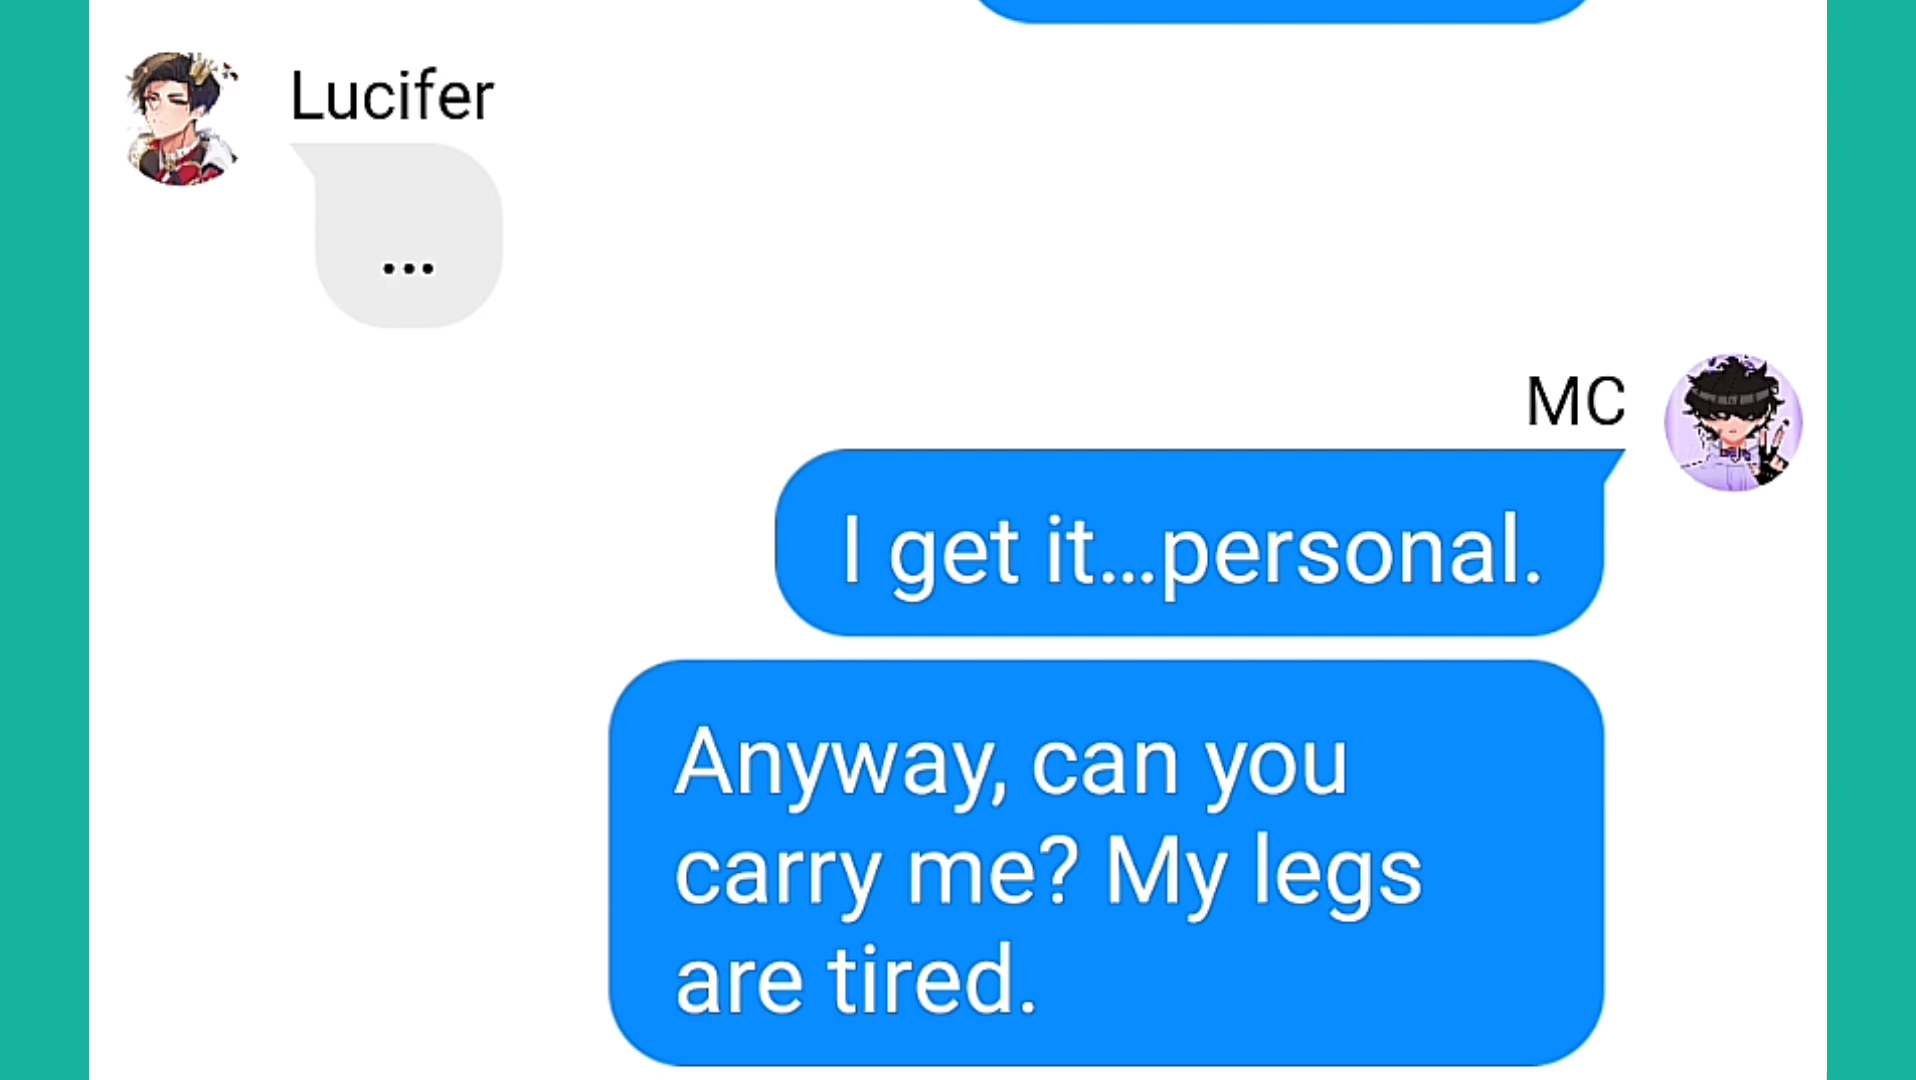 Lucifer
...
MC
I get it...personal.
Anyway, can you
carry me? My legs
are tired.